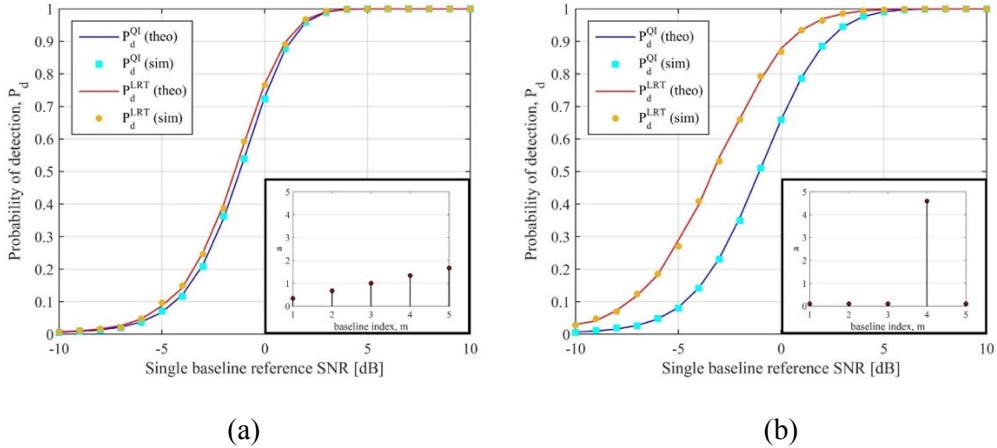 1
0.9
0.8
0.7
0.6
0.5
0.4
0.3
0.2
0.1
0
Probability of detection, P_d
P_d^QI (theo)
P_d^QI (sim)
P_d^LRT (theo)
P_d^LRT (sim)
5
4
3
2
1
0
a
1 2 3 4 5
baseline index, m
-10 -5 0 5 10
Single baseline reference SNR [dB]
(a)
1
0.9
0.8
0.7
0.6
0.5
0.4
0.3
0.2
0.1
0
Probability of detection, P_d
P_d^QI (theo)
P_d^QI (sim)
P_d^LRT (theo)
P_d^LRT (sim)
5
4
3
2
1
0
a
1 2 3 4 5
baseline index, m
-10 -5 0 5 10
Single baseline reference SNR [dB]
(b)